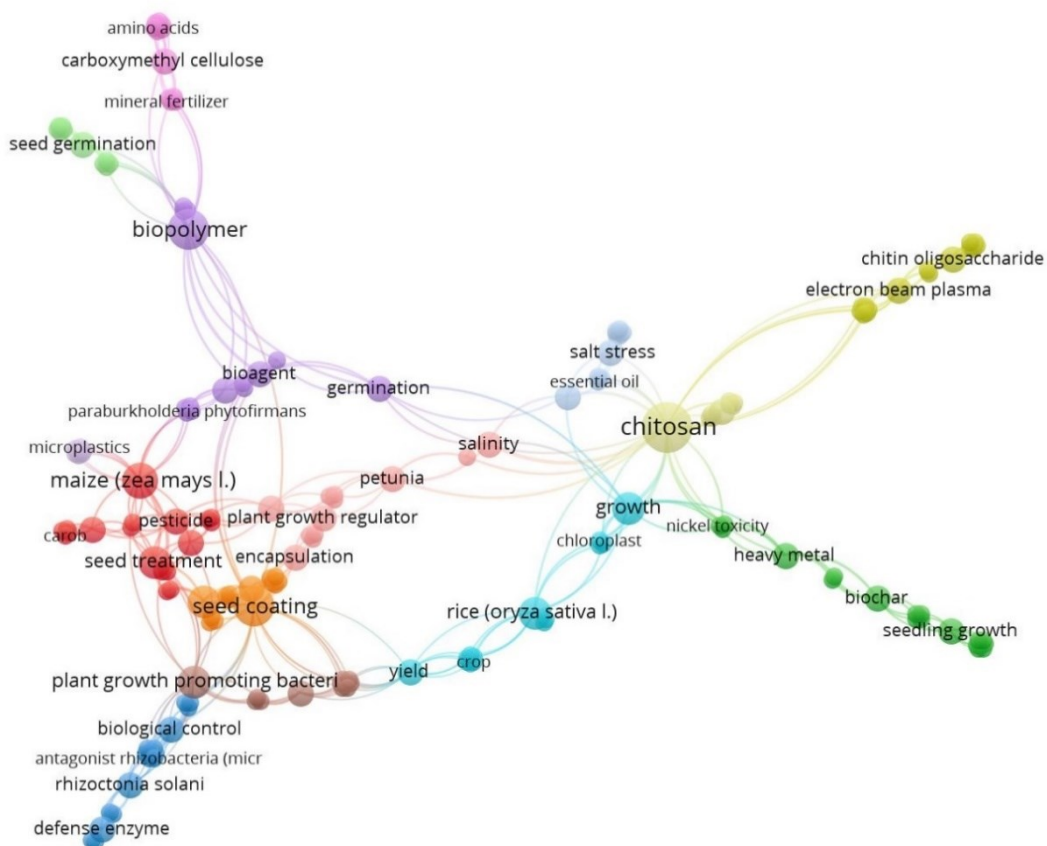 amino acids
carboxymethyl cellulose
mineral fertilizer
seed germination
biopolymer
chitin oligosaccharide
electron beam plasma
salt stress
essential oil
bioagent
germination
paraburkholderia phytofirmans
chitosan
microplastics
salinity
maize (zea mays l.)
petunia
growth
pesticide
plant growth regulator
nickel toxicity
carob
chloroplast
heavy metal
seed treatment
encapsulation
biochar
seed coating
rice (oryza sativa l.)
seedling growth
crop
yield
plant growth promoting bacteri
biological control
antagonist rhizobacteria (micr
rhizoctonia solani
defense enzyme